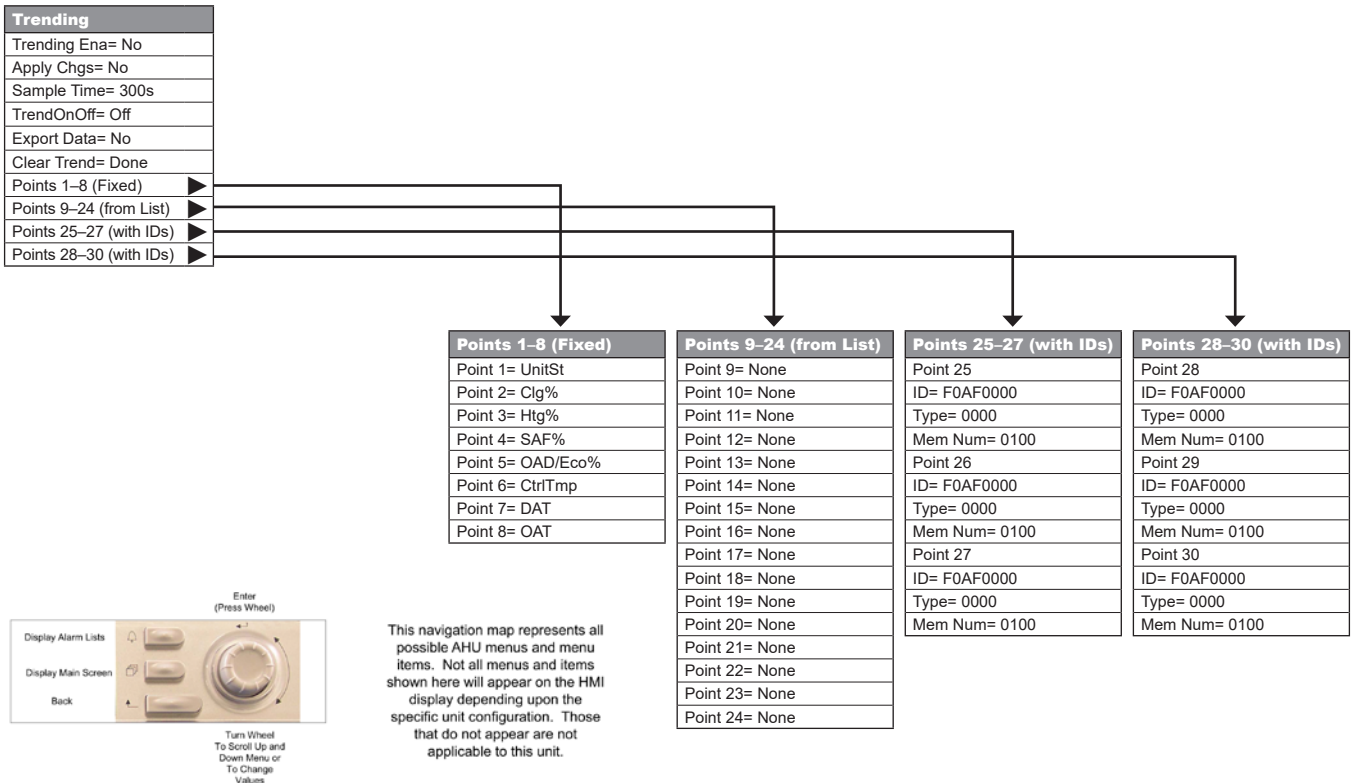 Trending
Trending Ena= No
Apply Chgs= No
Sample Time= 300s
TrendOnOff= Off
Export Data= No
Clear Trend= Done
Points 1–8 (Fixed)
Points 9–24 (from List)
Points 25–27 (with IDs)
Points 28–30 (with IDs)
Points 1–8 (Fixed)
Point 1= UnitSt
Point 2= Clg%
Point 3= Htg%
Point 4= SAF%
Point 5= OAD/Eco%
Point 6= CtrlTmp
Point 7= DAT
Point 8= OAT
Points 9–24 (from List)
Point 9= None
Point 10= None
Point 11= None
Point 12= None
Point 13= None
Point 14= None
Point 15= None
Point 16= None
Point 17= None
Point 18= None
Point 19= None
Point 20= None
Point 21= None
Point 22= None
Point 23= None
Point 24= None
Points 25–27 (with IDs)
Point 25
ID= F0AF0000
Type= 0000
Mem Num= 0100
Point 26
ID= F0AF0000
Type= 0000
Mem Num= 0100
Point 27
ID= F0AF0000
Type= 0000
Mem Num= 0100
Points 28–30 (with IDs)
Point 28
ID= F0AF0000
Type= 0000
Mem Num= 0100
Point 29
ID= F0AF0000
Type= 0000
Mem Num= 0100
Point 30
ID= F0AF0000
Type= 0000
Mem Num= 0100
Enter
(Press Wheel)
Display Alarm Lists
Display Main Screen
Back
Turn Wheel
To Scroll Up and
Down Menu or
To Change
Values
This navigation map represents all
possible AHU menus and menu
items. Not all menus and items
shown here will appear on the HMI
display depending upon the
specific unit configuration. Those
that do not appear are not
applicable to this unit.